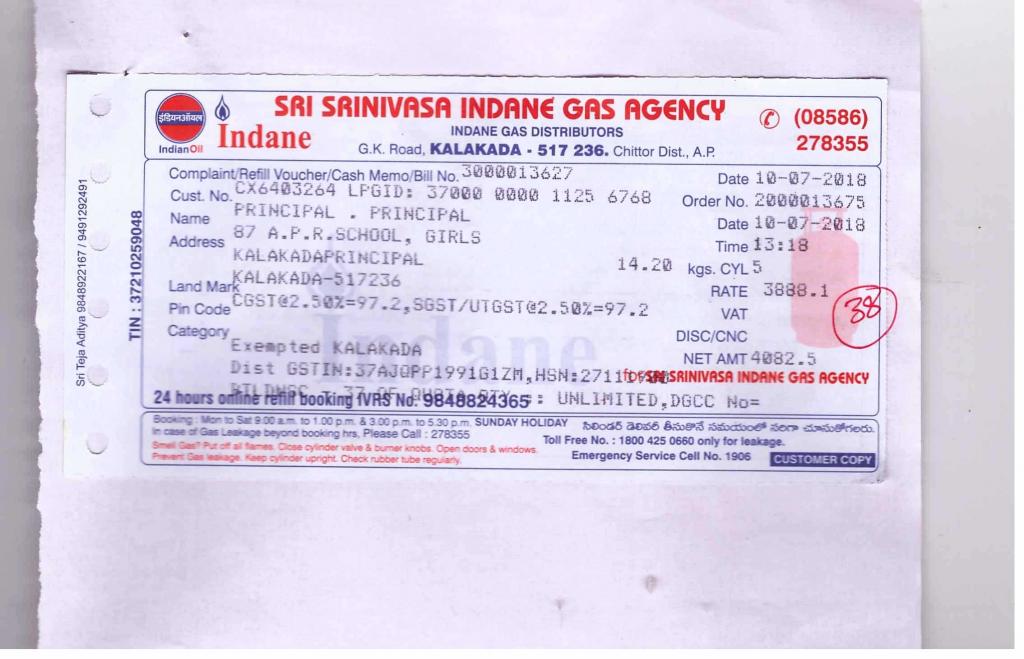 इंडियनऑयल
IndianOil
Indane
SRI SRINIVASA INDANE GAS AGENCY
INDANE GAS DISTRIBUTORS
G.K. Road, KALAKADA - 517 236. Chittor Dist., A.P.
✆ (08586)
278355
Sri Teja Aditya 9848922167 / 9491292491
TIN : 37210259048
Complaint/Refill Voucher/Cash Memo/Bill No. 3000013627
Date 10-07-2018
Cust. No. CX6403264 LPGID: 37000 0000 1125 6768
Order No. 2000013675
Name PRINCIPAL . PRINCIPAL
Date 10-07-2018
Address 87 A.P.R.SCHOOL, GIRLS
Time 13:18
KALAKADAPRINCIPAL
14.20 kgs. CYL 5
Land Mark KALAKADA-517236
RATE 3888.1
Pin Code CGST@2.50%=97.2,SGST/UTGST@2.50%=97.2
VAT
38
Category
DISC/CNC
Exempted KALAKADA
NET AMT 4082.5
Dist GSTIN:37AJQPP1991G1ZM,HSN:2711
SRI SRINIVASA INDANE GAS AGENCY
24 hours online refill booking IVRS No. 9848824365 : UNLIMITED,DGCC No=
Booking : Mon to Sat 9.00 a.m. to 1.00 p.m. & 3.00 p.m. to 5.30 p.m. SUNDAY HOLIDAY
సిలిండర్ డెలివర్ తీసుకొనే సమయంలో సరిగా చూసుకోగలరు.
In case of Gas Leakage beyond booking hrs, Please Call : 278355
Toll Free No. : 1800 425 0660 only for leakage.
Smell Gas? Put off all flames. Close cylinder valve & burner knobs. Open doors & windows.
Prevent Gas leakage. Keep cylinder upright. Check rubber tube regularly.
Emergency Service Cell No. 1906
CUSTOMER COPY